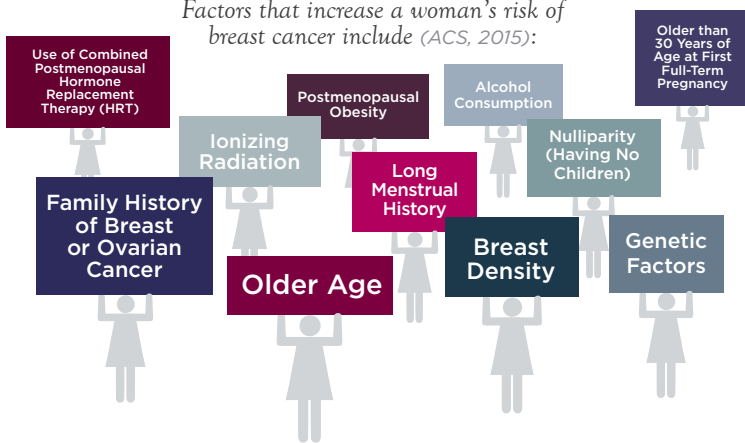 Factors that increase a woman's risk of
breast cancer include (ACS, 2015):
Use of Combined
Postmenopausal
Hormone
Replacement
Therapy (HRT)
Postmenopausal
Obesity
Alcohol
Consumption
Older than
30 Years of
Age at First
Full-Term
Pregnancy
Ionizing
Radiation
Long
Menstrual
History
Nulliparity
(Having No
Children)
Family History
of Breast
or Ovarian
Cancer
Older Age
Breast
Density
Genetic
Factors